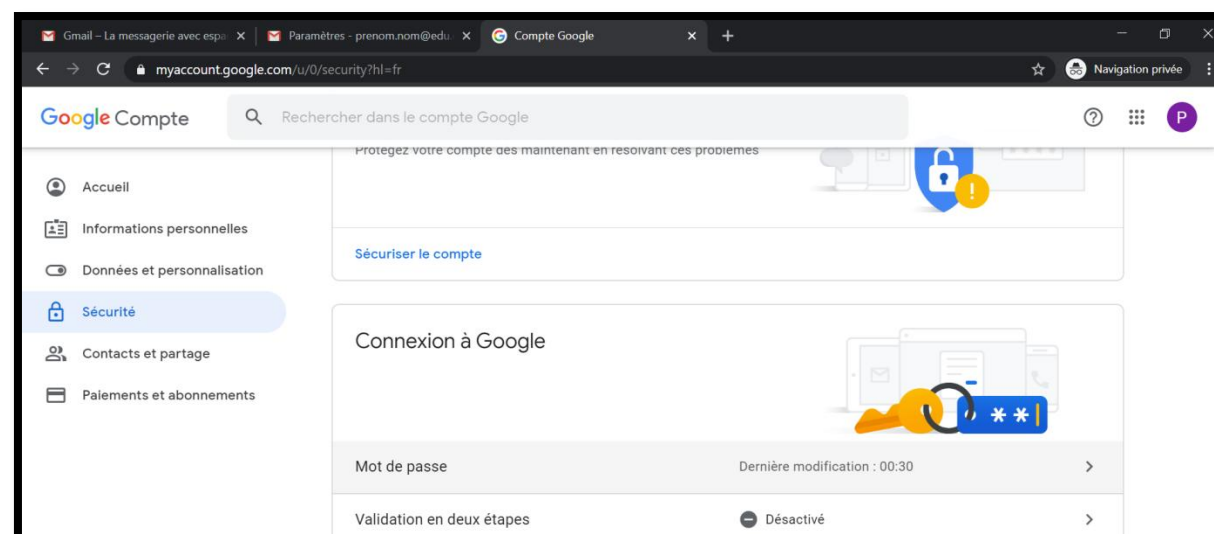 Gmail – La messagerie avec espa
Paramètres - prenom.nom@edu.
Compte Google
myaccount.google.com/u/0/security?hl=fr
Navigation privée
Google Compte
Rechercher dans le compte Google
P
Protégez votre compte dès maintenant en résolvant ces problèmes
Accueil
Informations personnelles
Données et personnalisation
Sécurité
Contacts et partage
Paiements et abonnements
Sécuriser le compte
Connexion à Google
**|
Mot de passe
Dernière modification : 00:30
Validation en deux étapes
Désactivé